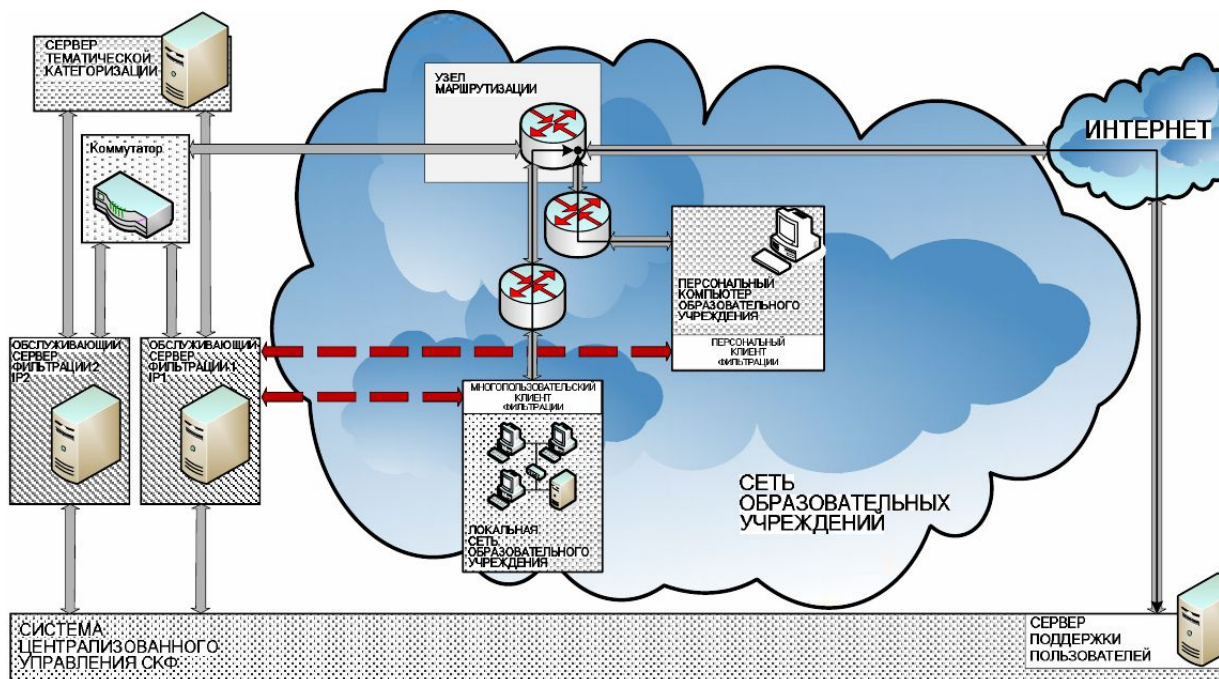 СЕРВЕР
ТЕМАТИЧЕСКОЙ
КАТЕГОРИЗАЦИИ
УЗЕЛ
МАРШРУТИЗАЦИИ
ИНТЕРНЕТ
Коммутатор
ПЕРСОНАЛЬНЫЙ
КОМПЬЮТЕР
ОБРАЗОВАТЕЛЬНОГО
УЧРЕЖДЕНИЯ
ПЕРСОНАЛЬНЫЙ
КЛИЕНТ
ФИЛЬТРАЦИИ
ОБСЛУЖИВАЮЩИЙ
СЕРВЕР
ФИЛЬТРАЦИИ 2
IP2
ОБСЛУЖИВАЮЩИЙ
СЕРВЕР
ФИЛЬТРАЦИИ 1
IP1
МНОГОПОЛЬЗОВАТЕЛЬСКИЙ
КЛИЕНТ
ФИЛЬТРАЦИИ
ЛОКАЛЬНАЯ
СЕТЬ
ОБРАЗОВАТЕЛЬНОГО
УЧРЕЖДЕНИЯ
СЕТЬ
ОБРАЗОВАТЕЛЬНЫХ
УЧРЕЖДЕНИЙ
СИСТЕМА
ЦЕНТРАЛИЗОВАННОГО
УПРАВЛЕНИЯ СКФ
СЕРВЕР
ПОДДЕРЖКИ
ПОЛЬЗОВАТЕЛЕЙ